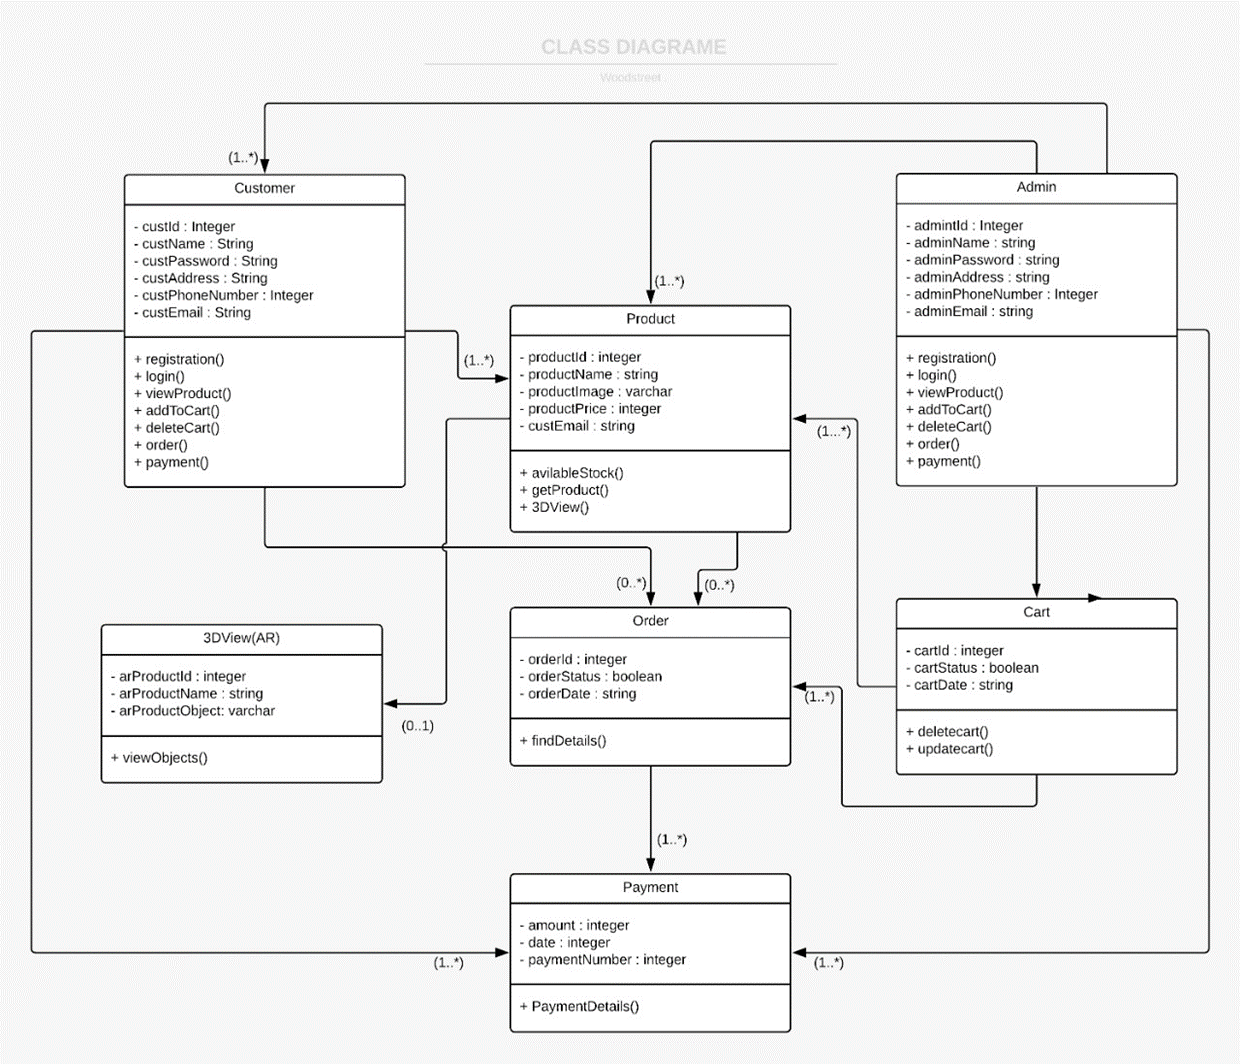 CLASS DIAGRAME
Woodstreet
(1..*)
Customer
- custId : Integer
- custName : String
- custPassword : String
- custAddress : String
- custPhoneNumber : Integer
- custEmail : String
+ registration()
+ login()
+ viewProduct()
+ addToCart()
+ deleteCart()
+ order()
+ payment()
(1..*)
(1..*)
Product
- productId : integer
- productName : string
- productImage : varchar
- productPrice : integer
- custEmail : string
+ avilableStock()
+ getProduct()
+ 3DView()
Admin
- admintId : Integer
- adminName : string
- adminPassword : string
- adminAddress : string
- adminPhoneNumber : Integer
- adminEmail : string
+ registration()
+ login()
+ viewProduct()
+ addToCart()
+ deleteCart()
+ order()
+ payment()
(1...*)
(0..*)
(0..*)
3DView(AR)
- arProductId : integer
- arProductName : string
- arProductObject: varchar
+ viewObjects()
(0..1)
Order
- orderId : integer
- orderStatus : boolean
- orderDate : string
+ findDetails()
(1..*)
Cart
- cartId : integer
- cartStatus : boolean
- cartDate : string
+ deletecart()
+ updatecart()
(1..*)
Payment
- amount : integer
- date : integer
- paymentNumber : integer
+ PaymentDetails()
(1..*)
(1..*)